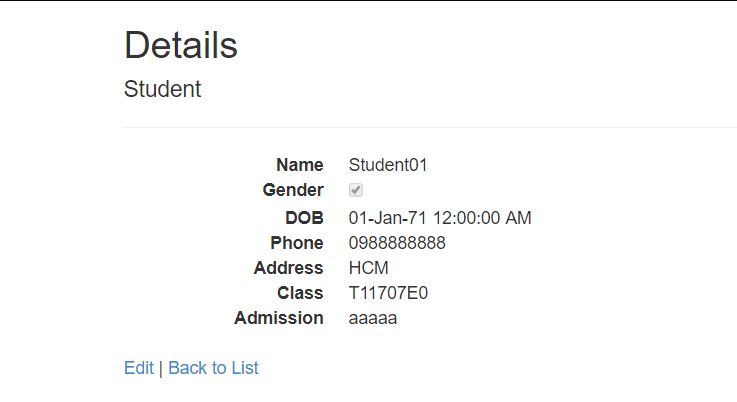 Details
Student
Name Student01
Gender
DOB 01-Jan-71 12:00:00 AM
Phone 0988888888
Address HCM
Class T11707E0
Admission aaaaa
Edit | Back to List